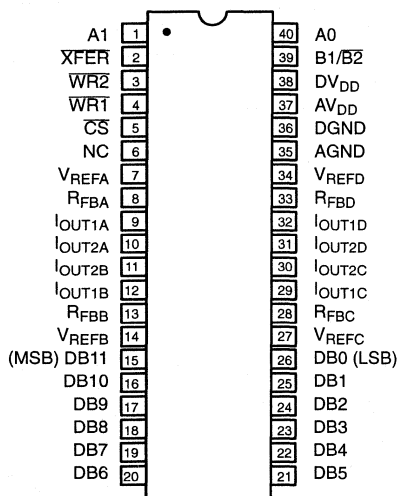 A1 1 40 A0
XFER 2 39 B1/B2
WR2 3 38 DVDD
WR1 4 37 AVDD
CS 5 36 DGND
NC 6 35 AGND
VREFA 7 34 VREFD
RFBA 8 33 RFBD
IOUT1A 9 32 IOUT1D
IOUT2A 10 31 IOUT2D
IOUT2B 11 30 IOUT2C
IOUT1B 12 29 IOUT1C
RFBB 13 28 RFBC
VREFB 14 27 VREFC
(MSB) DB11 15 26 DB0 (LSB)
DB10 16 25 DB1
DB9 17 24 DB2
DB8 18 23 DB3
DB7 19 22 DB4
DB6 20 21 DB5